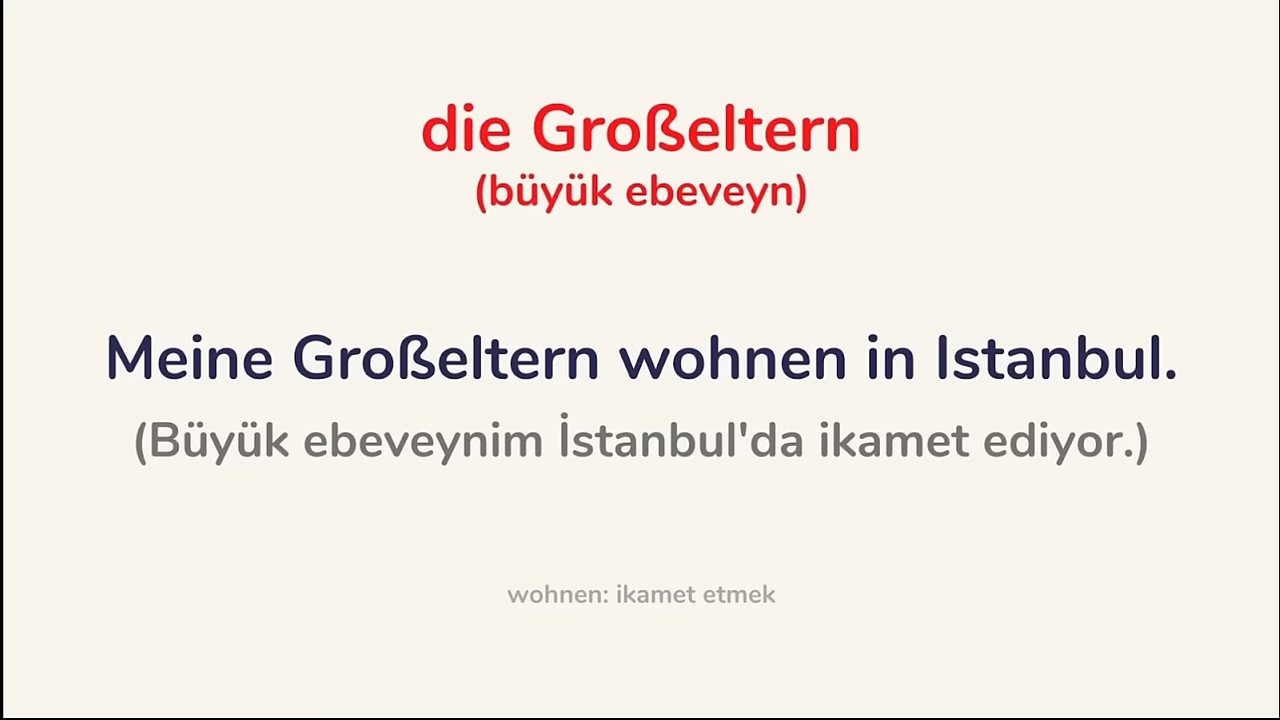 die Großeltern
(büyük ebeveyn)
Meine Großeltern wohnen in Istanbul.
(Büyük ebeveynim İstanbul'da ikamet ediyor.)
wohnen: ikamet etmek